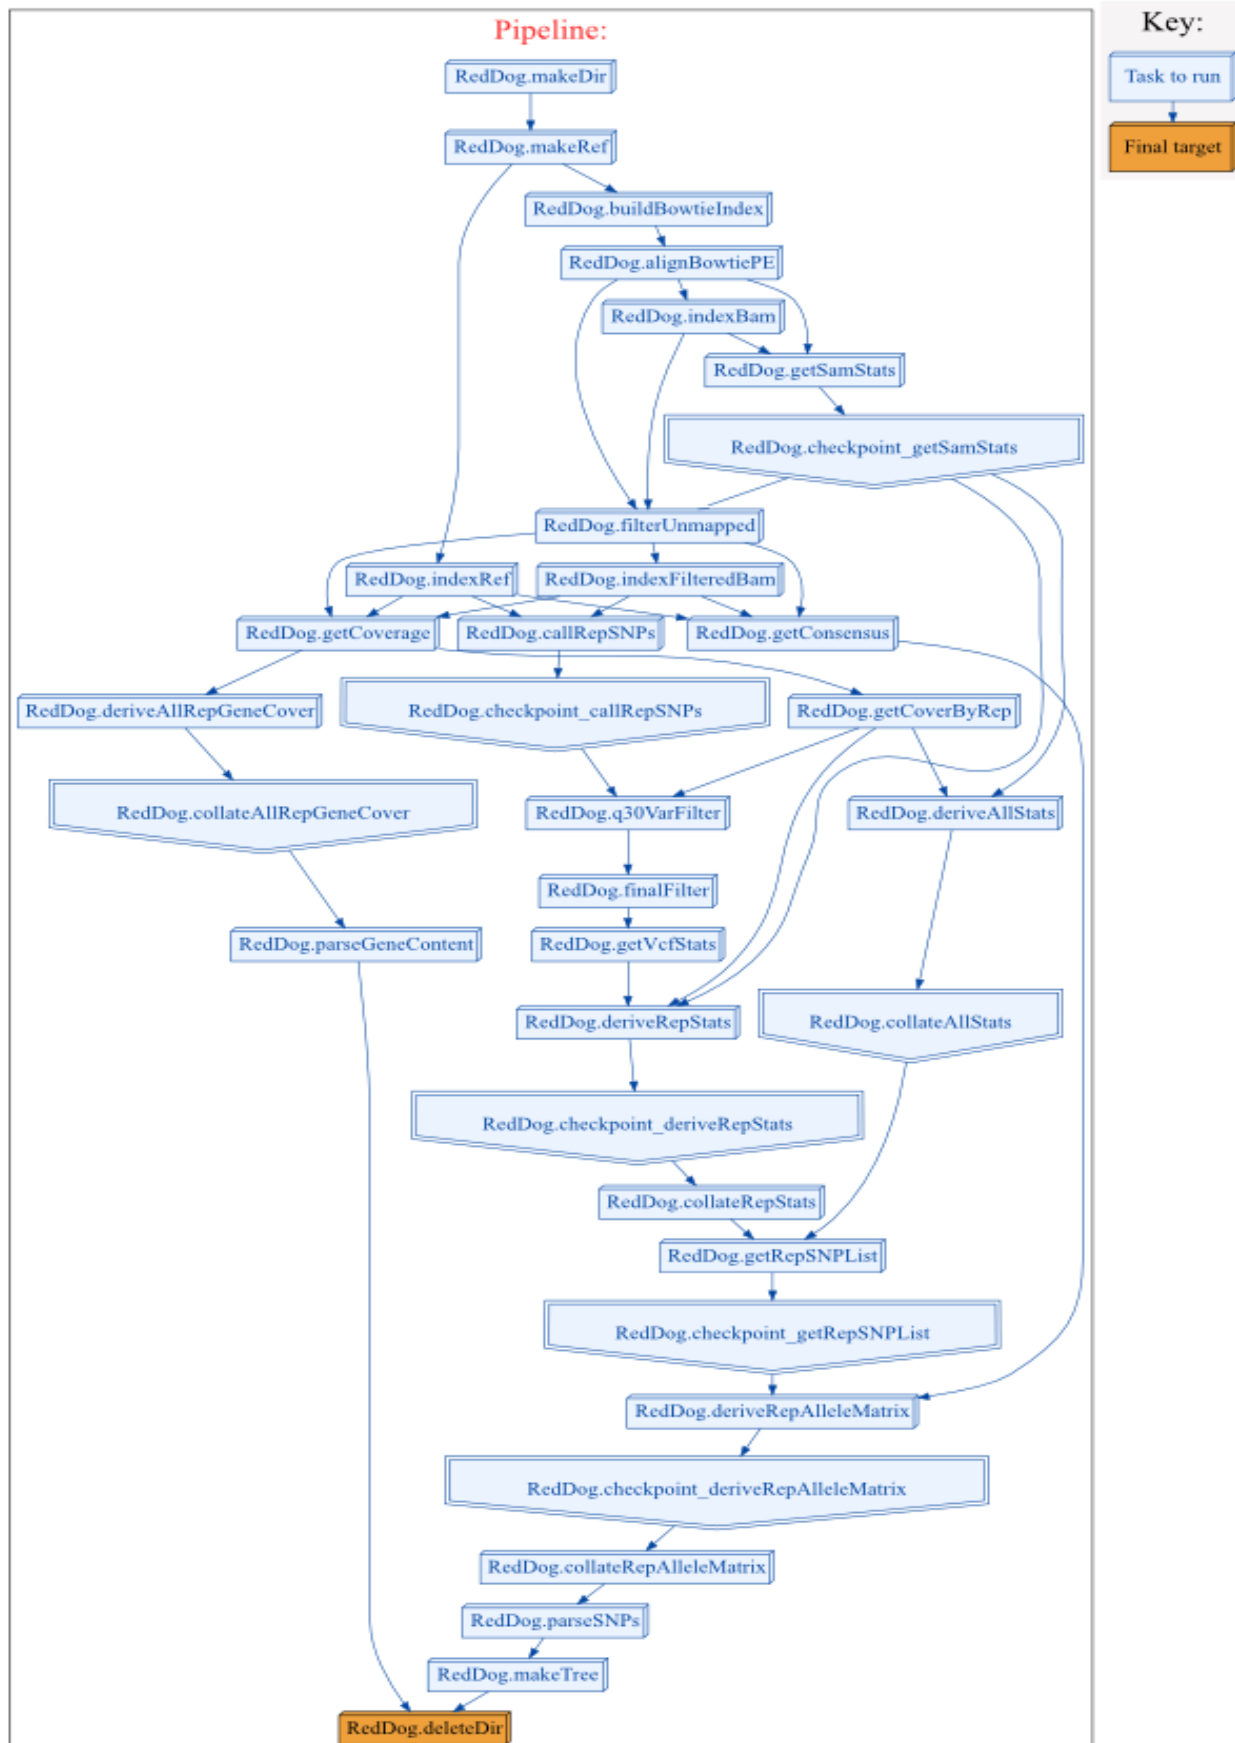 Pipeline:
Key:
RedDog.makeDir
Task to run
RedDog.makeRef
Final target
RedDog.buildBowtieIndex
RedDog.alignBowtiePE
RedDog.indexBam
RedDog.getSamStats
RedDog.checkpoint_getSamStats
RedDog.filterUnmapped
RedDog.indexRef
RedDog.indexFilteredBam
RedDog.getCoverage
RedDog.callRepSNPs
RedDog.getConsensus
RedDog.deriveAllRepGeneCover
RedDog.checkpoint_callRepSNPs
RedDog.getCoverByRep
RedDog.collateAllRepGeneCover
RedDog.q30VarFilter
RedDog.deriveAllStats
RedDog.finalFilter
RedDog.parseGeneContent
RedDog.getVcfStats
RedDog.deriveRepStats
RedDog.collateAllStats
RedDog.checkpoint_deriveRepStats
RedDog.collateRepStats
RedDog.getRepSNPList
RedDog.checkpoint_getRepSNPList
RedDog.deriveRepAlleleMatrix
RedDog.checkpoint_deriveRepAlleleMatrix
RedDog.collateRepAlleleMatrix
RedDog.parseSNPs
RedDog.makeTree
RedDog.deleteDir